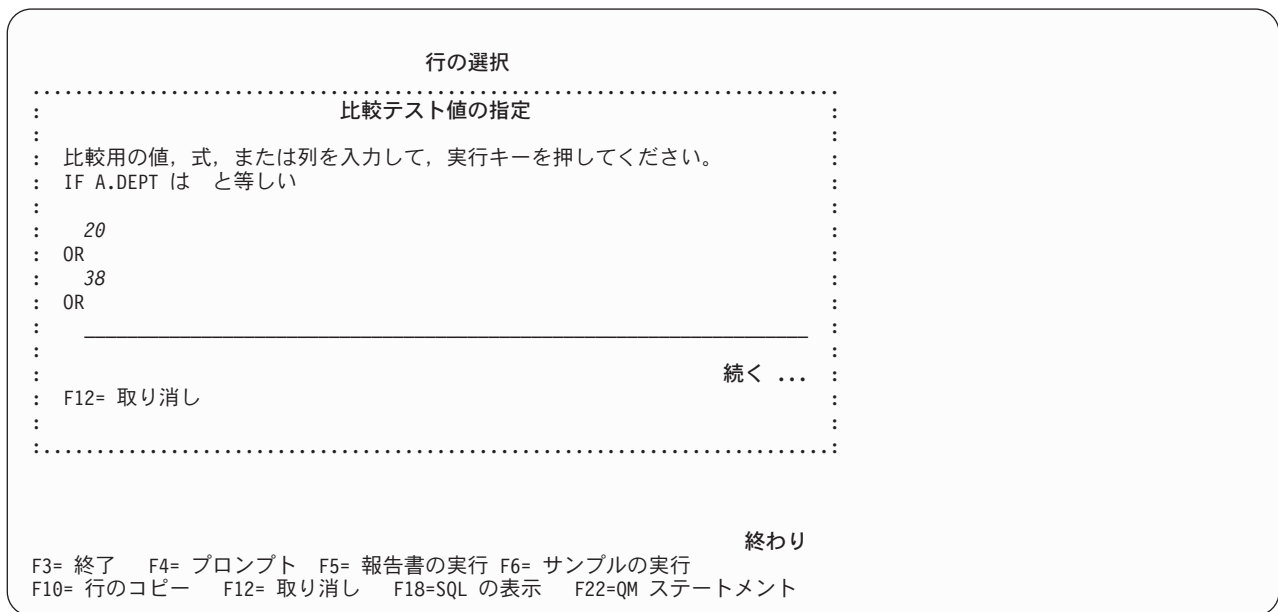 行の選択
比較テスト値の指定
比較用の値，式，または列を入力して，実行キーを押してください。
IF A.DEPT は と等しい
20
OR
38
OR
続く ...
F12= 取り消し
終わり
F3= 終了 F4= プロンプト F5= 報告書の実行 F6= サンプルの実行
F10= 行のコピー F12= 取り消し F18=SQL の表示 F22=QM ステートメント